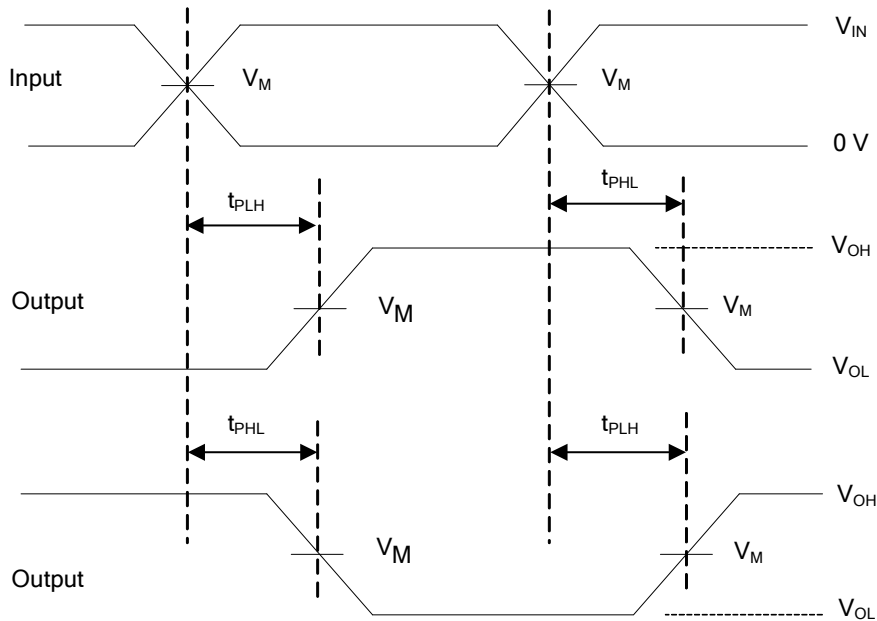 V_IN
Input
V_M
V_M
0 V
t_PLH
t_PHL
V_OH
Output
V_M
V_M
V_OL
t_PHL
t_PLH
V_OH
V_M
V_M
Output
V_OL